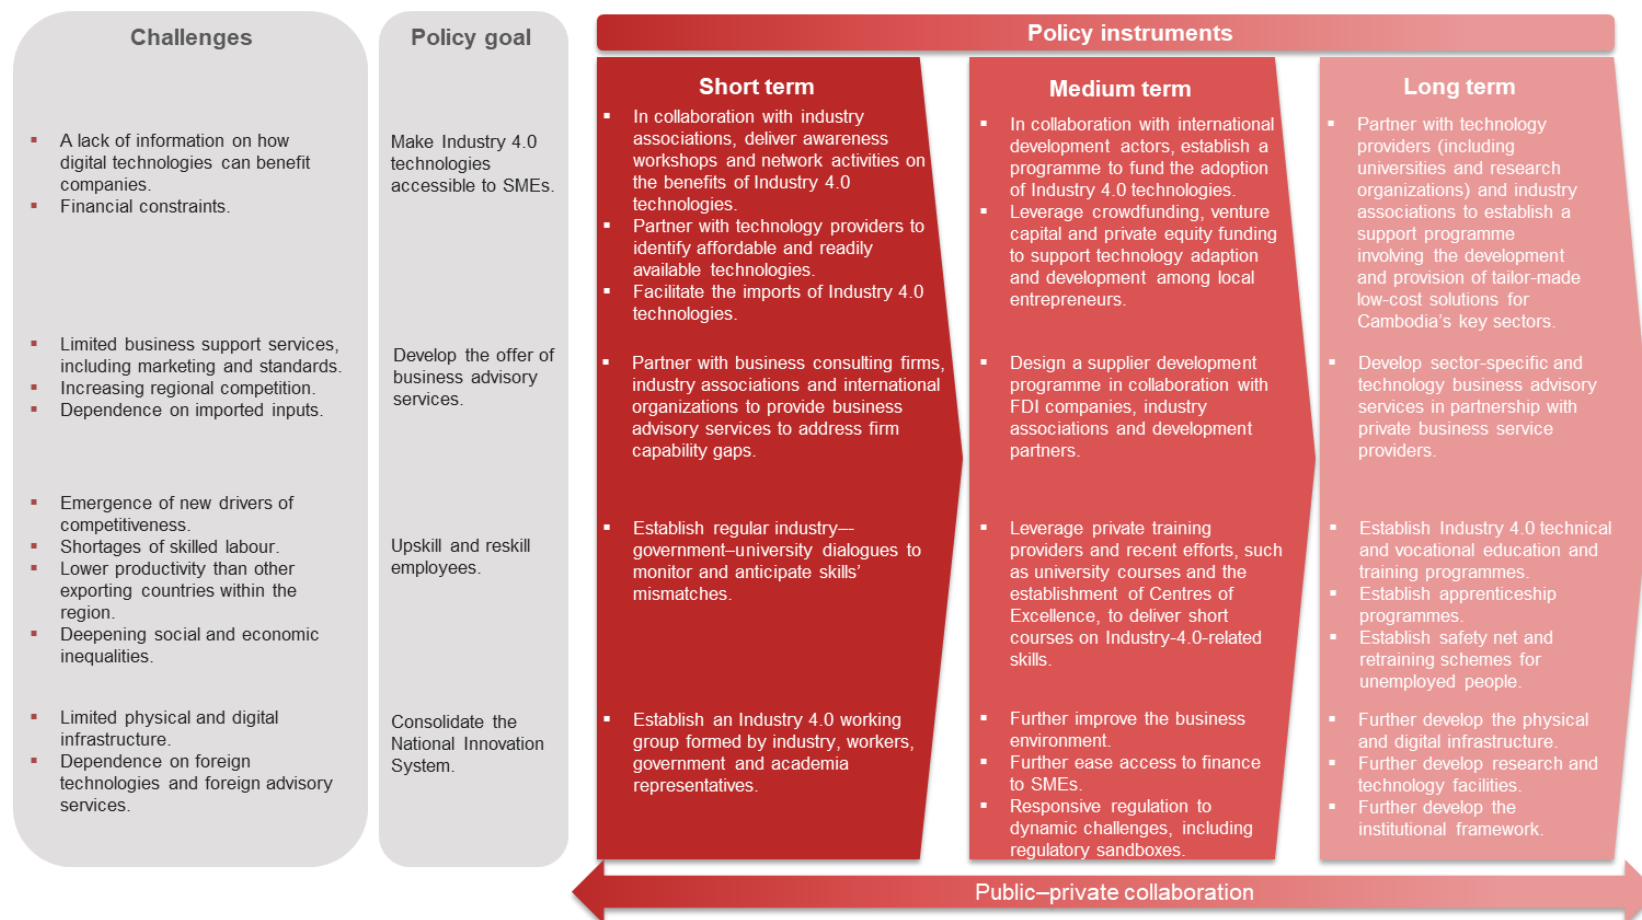 Challenges
A lack of information on how
digital technologies can benefit
companies.
Financial constraints.
Limited business support services,
including marketing and standards.
Increasing regional competition.
Dependence on imported inputs.
Emergence of new drivers of
competitiveness.
Shortages of skilled labour.
Lower productivity than other
exporting countries within the
region.
Deepening social and economic
inequalities.
Limited physical and digital
infrastructure.
Dependence on foreign
technologies and foreign advisory
services.
Policy goal
Make Industry 4.0
technologies
accessible to SMEs.
Develop the offer of
business advisory
services.
Upskill and reskill
employees.
Consolidate the
National Innovation
System.
Policy instruments
Short term
In collaboration with industry
associations, deliver awareness
workshops and network activities on
the benefits of Industry 4.0
technologies.
Partner with technology providers to
identify affordable and readily
available technologies.
Facilitate the imports of Industry 4.0
technologies.
Partner with business consulting firms,
industry associations and international
organizations to provide business
advisory services to address firm
capability gaps.
Establish regular industry–-
government–university dialogues to
monitor and anticipate skills’
mismatches.
Establish an Industry 4.0 working
group formed by industry, workers,
government and academia
representatives.
Medium term
In collaboration with international
development actors, establish a
programme to fund the adoption
of Industry 4.0 technologies.
Leverage crowdfunding, venture
capital and private equity funding
to support technology adaption
and development among local
entrepreneurs.
Design a supplier development
programme in collaboration with
FDI companies, industry
associations and development
partners.
Leverage private training
providers and recent efforts, such
as university courses and the
establishment of Centres of
Excellence, to deliver short
courses on Industry-4.0-related
skills.
Further improve the business
environment.
Further ease access to finance
to SMEs.
Responsive regulation to
dynamic challenges, including
regulatory sandboxes.
Long term
Partner with technology
providers (including
universities and research
organizations) and industry
associations to establish a
support programme
involving the development
and provision of tailor-made
low-cost solutions for
Cambodia’s key sectors.
Develop sector-specific and
technology business advisory
services in partnership with
private business service
providers.
Establish Industry 4.0 technical
and vocational education and
training programmes.
Establish apprenticeship
programmes.
Establish safety net and
retraining schemes for
unemployed people.
Further develop the physical
and digital infrastructure.
Further develop research and
technology facilities.
Further develop the
institutional framework.
Public–private collaboration